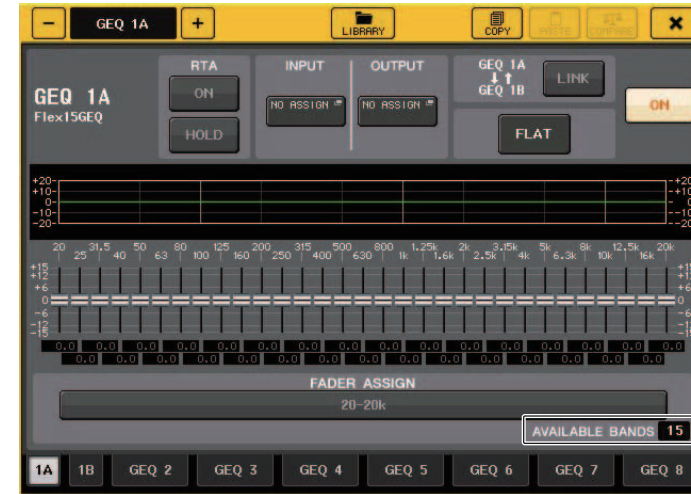 − GEQ 1A + LIBRARY COPY PASTE COMPARE ×
RTA INPUT OUTPUT GEQ 1A
GEQ 1B
LINK
GEQ 1A
Flex15GEQ
ON
NO ASSIGN NO ASSIGN
ON
HOLD
FLAT
+20 +20
+10 +10
0 0
-10 -10
-20 -20
20 31.5 50 80 125 200 315 500 800 1.25k 2k 3.15k 5k 8k 12.5k 20k
25 40 63 100 160 250 400 630 1k 1.6k 2.5k 4k 6.3k 10k 16k
+15
+12
+6
0 0
-6
-12
-15
0.0 0.0 0.0 0.0 0.0 0.0 0.0 0.0 0.0 0.0 0.0 0.0 0.0 0.0 0.0 0.0
0.0 0.0 0.0 0.0 0.0 0.0 0.0 0.0 0.0 0.0 0.0 0.0 0.0 0.0 0.0
FADER ASSIGN
20-20k
AVAILABLE BANDS 15
1A 1B GEQ 2 GEQ 3 GEQ 4 GEQ 5 GEQ 6 GEQ 7 GEQ 8